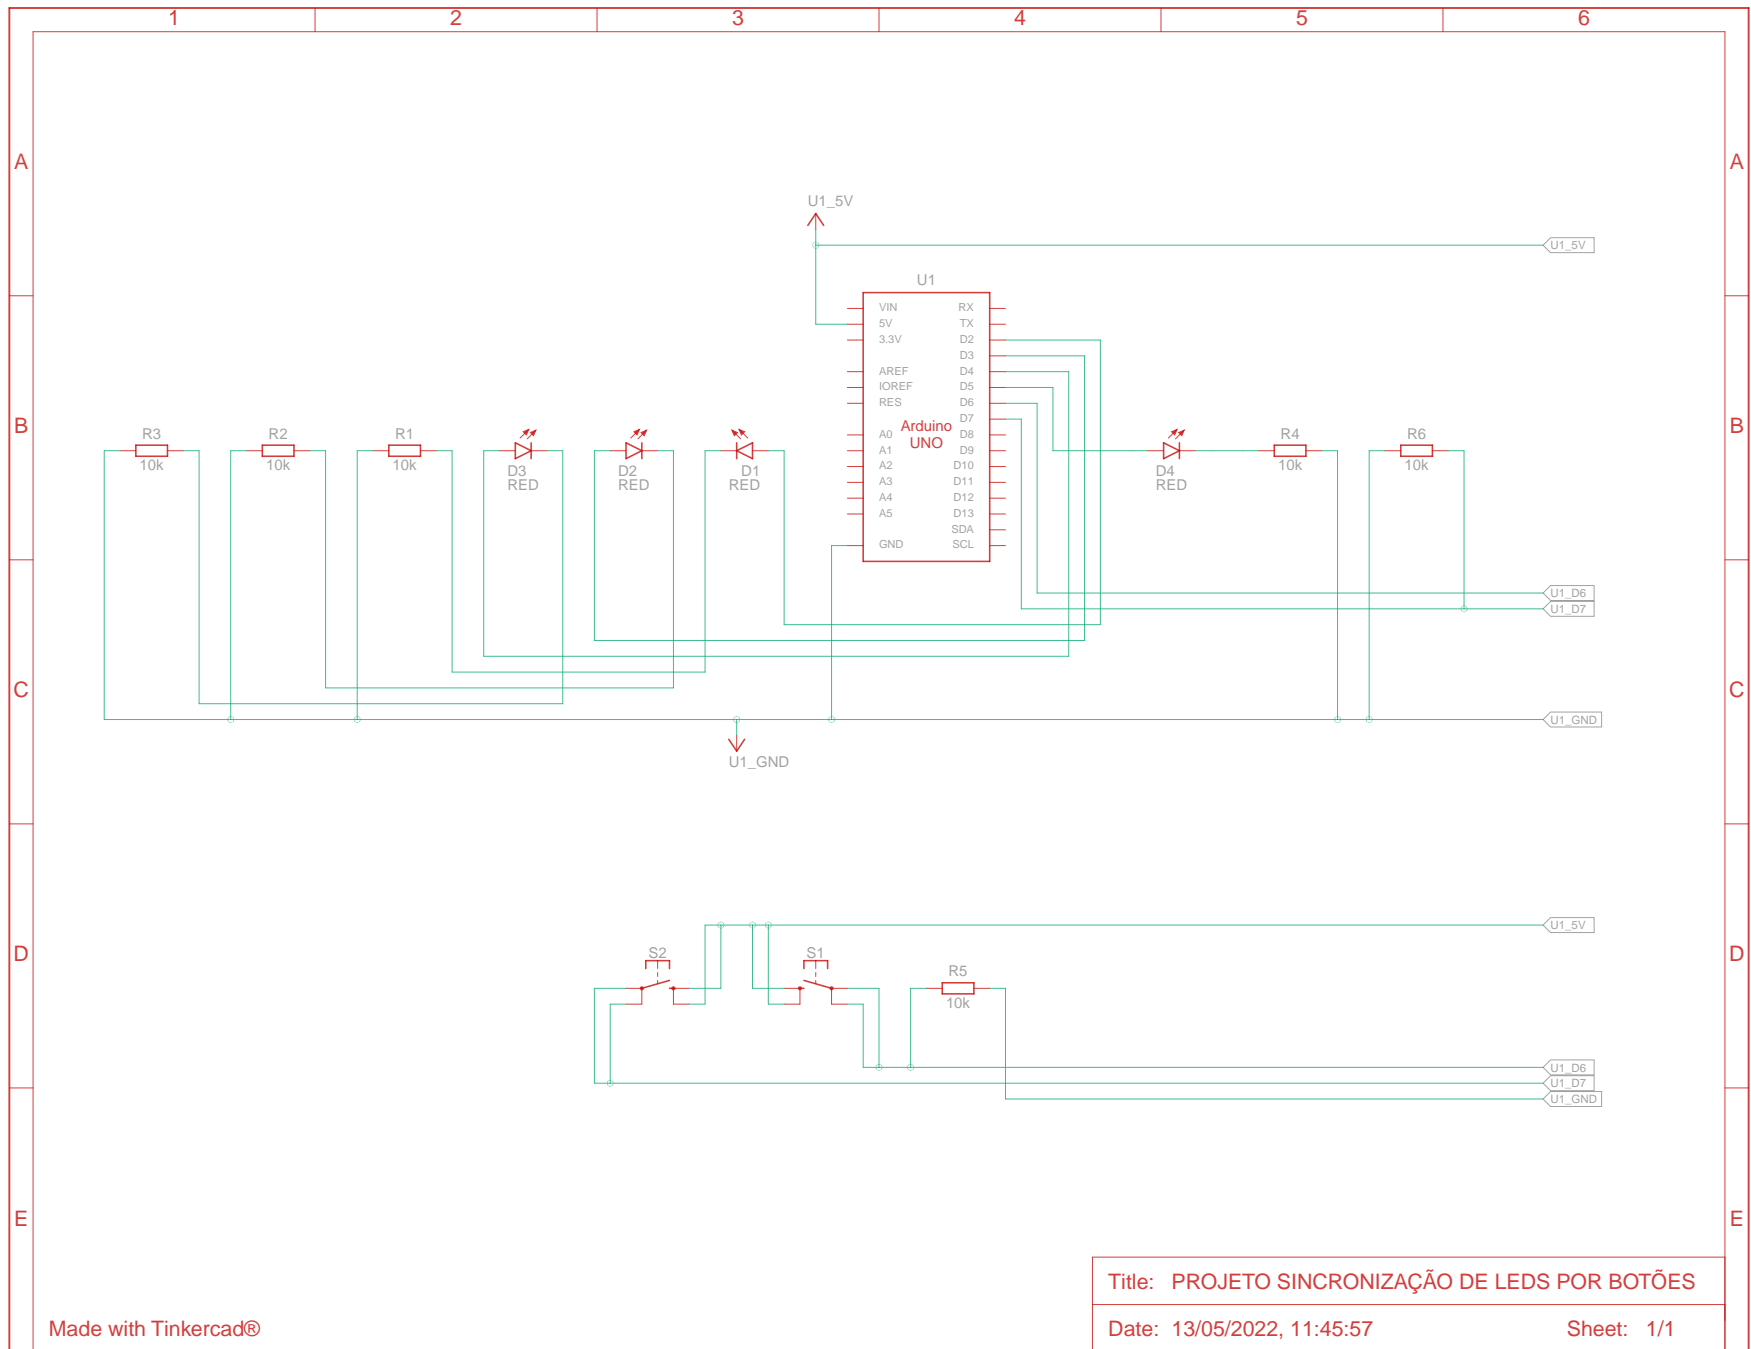 1 2 3 4 5 6
A A
U1_5V
U1_5V
U1
VIN RX
5V TX
3.3V D2
D3
AREF D4
IOREF D5
RES D6
D7
Arduino
UNO
A0 D8
A1 D9
A2 D10
A3 D11
A4 D12
A5 D13
SDA
GND SCL
B B
R3 R2 R1 R4 R6
10k 10k 10k 10k 10k
D3 D2 D1 D4
RED RED RED RED
U1_D6
U1_D7
C C
U1_GND
U1_GND
U1_5V
D D
S2 S1
R5
10k
U1_D6
U1_D7
U1_GND
E E
Title: PROJETO SINCRONIZAÇÃO DE LEDS POR BOTÕES
Made with Tinkercad®
Date: 13/05/2022, 11:45:57 Sheet: 1/1